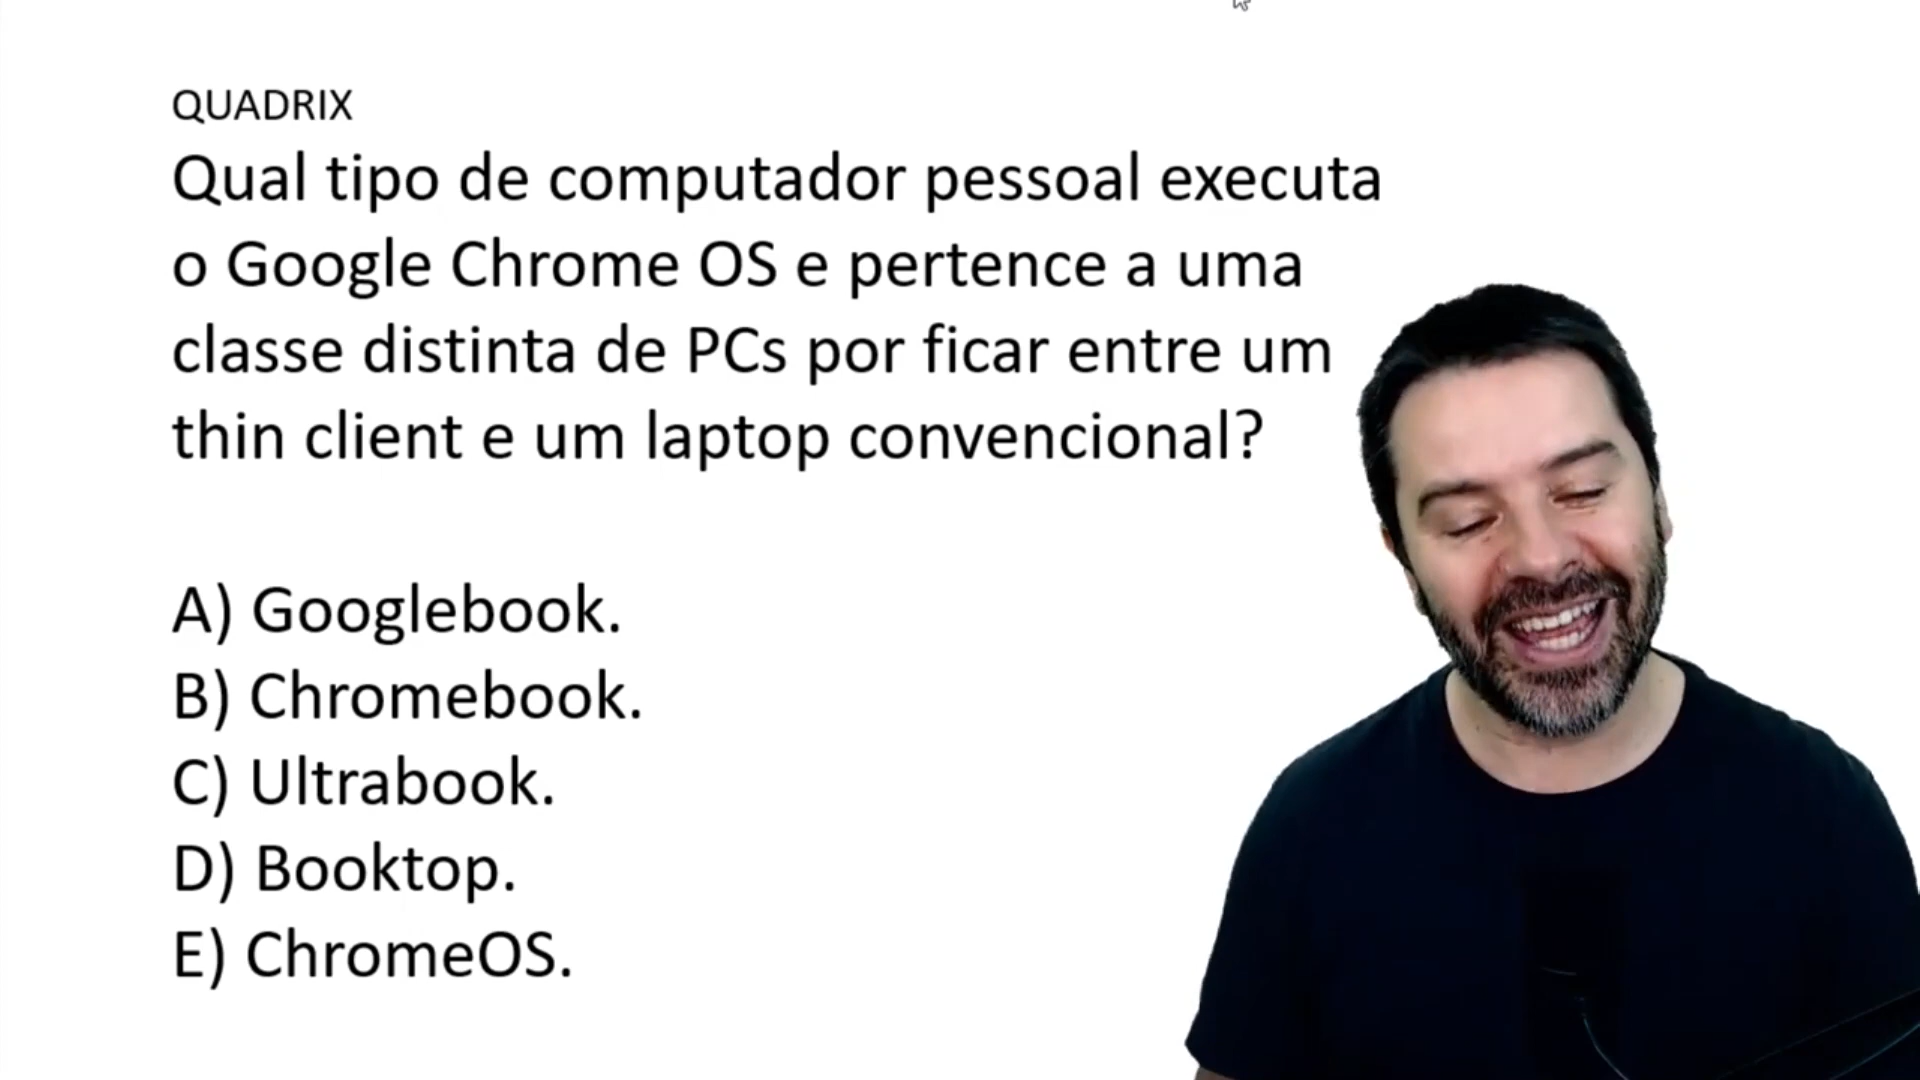 QUADRIX
Qual tipo de computador pessoal executa
o Google Chrome OS e pertence a uma
classe distinta de PCs por ficar entre um
thin client e um laptop convencional?
A) Googlebook.
B) Chromebook.
C) Ultrabook.
D) Booktop.
E) ChromeOS.